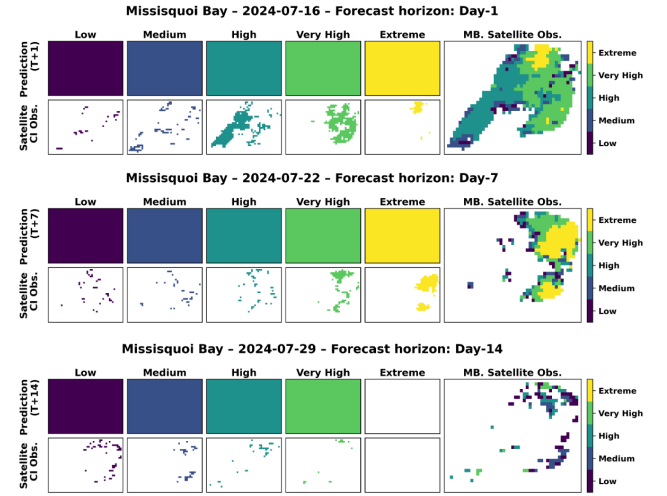 Missisquoi Bay – 2024-07-16 – Forecast horizon: Day-1
Low Medium High Very High Extreme MB. Satellite Obs.
Prediction
(T+1)
Satellite
CI Obs.
Extreme
Very High
High
Medium
Low
Missisquoi Bay – 2024-07-22 – Forecast horizon: Day-7
Low Medium High Very High Extreme MB. Satellite Obs.
Prediction
(T+7)
Satellite
CI Obs.
Extreme
Very High
High
Medium
Low
Missisquoi Bay – 2024-07-29 – Forecast horizon: Day-14
Low Medium High Very High Extreme MB. Satellite Obs.
Prediction
(T+14)
Satellite
CI Obs.
Extreme
Very High
High
Medium
Low